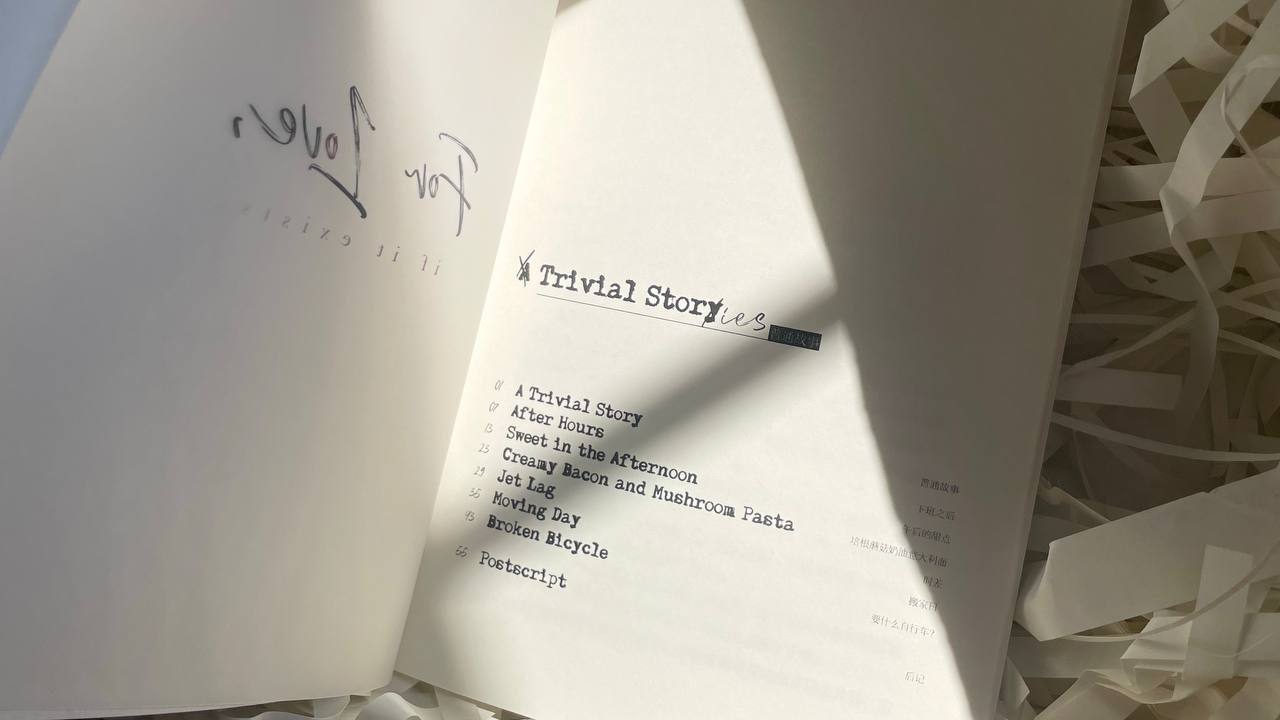 For Lover,
if it exists
A Trivial Story ies 普通故事
01 A Trivial Story 普通故事
07 After Hours 下班之后
13 Sweet in the Afternoon 午后的甜点
23 Creamy Bacon and Mushroom Pasta 培根蘑菇奶油意大利面
29 Jet Lag 时差
35 Moving Day 搬家日
43 Broken Bicycle 要什么自行车?
55 Postscript 后记